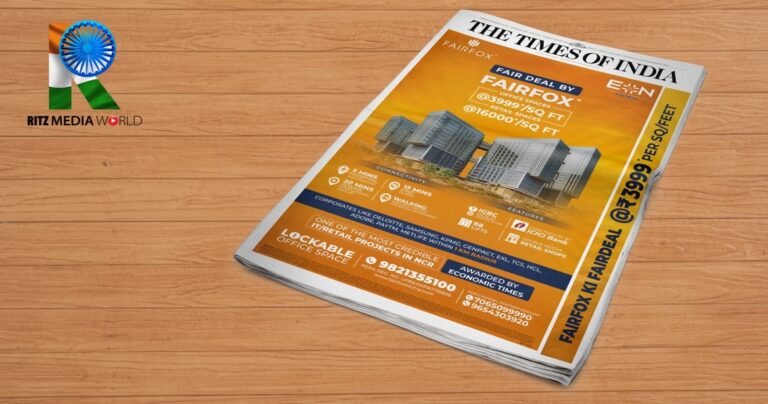 RITZ MEDIA WORLD
THE TIMES OF INDIA
FAIRFOX
FAIR DEAL BY
FAIRFOX
OFFICE SPACES
@3999*/SQ FT
RETAIL SPACES
@16000*/SQ FT
CONNECTIVITY
5 MINS
15 MINS
20 MINS
WALKING
FEATURES
IGBC
ICICI Bank
88
LIFTS
RETAIL SHOPS
CORPORATES LIKE DELOITTE, SAMSUNG, KPMG, GENPACT, EXL, TCS, HCL,
ADOBE, PAYTM, METLIFE WITHIN 1 KM RADIUS
ONE OF THE MOST CREDIBLE
IT/RETAIL PROJECTS IN NCR
LOCKABLE
OFFICE SPACE
9821355100
AWARDED BY
ECONOMIC TIMES
7065099990
9654303920
FAIRFOX KI FAIRDEAL @₹3999* PER SQ/FEET